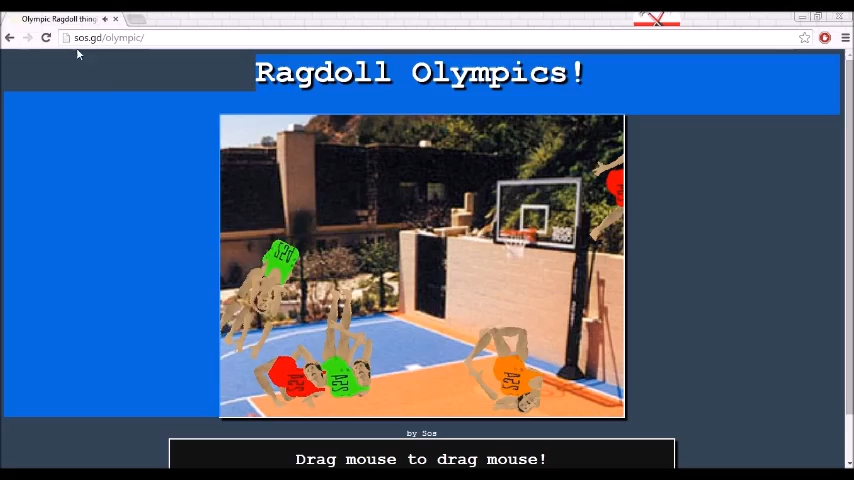 Olympic Ragdoll thing
sos.gd/olympic/
Ragdoll Olympics!
by Sos
Drag mouse to drag mouse!